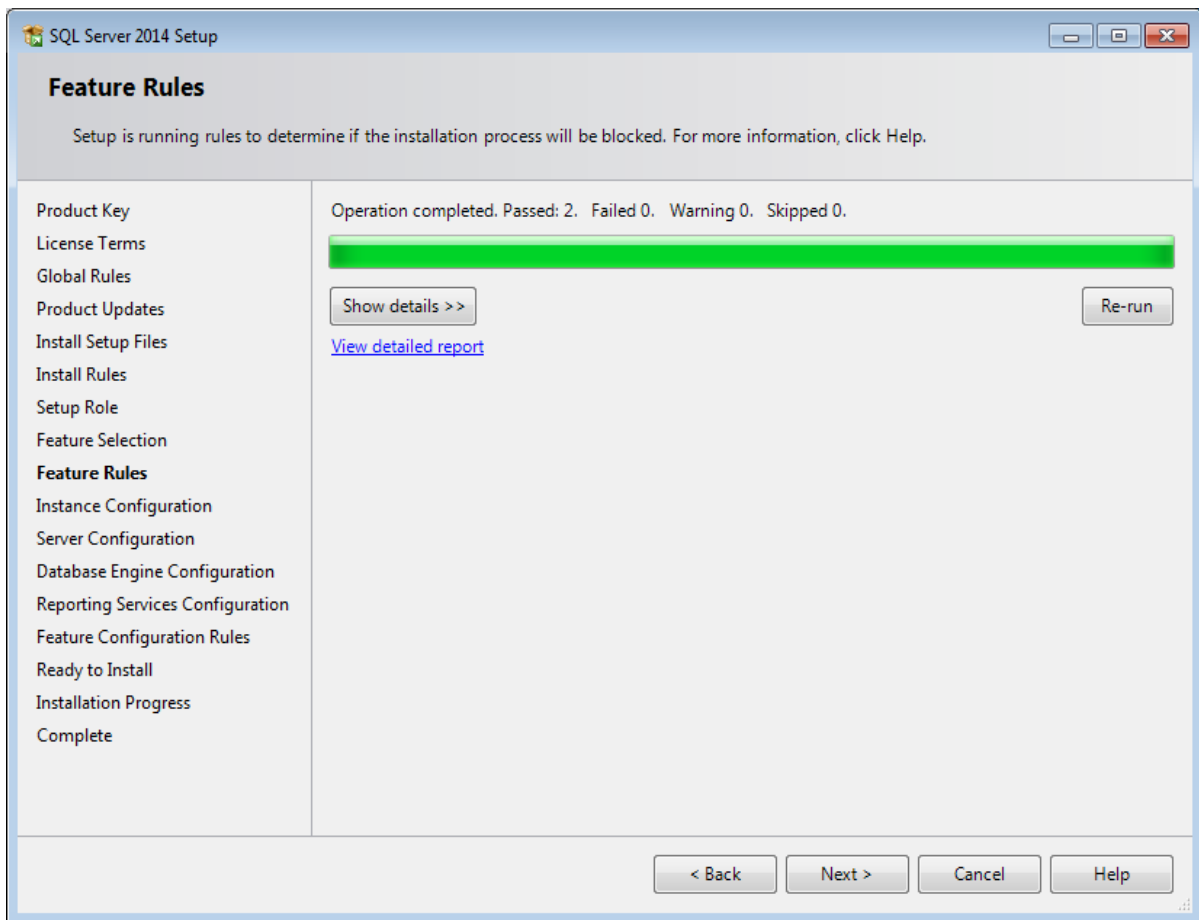 SQL Server 2014 Setup
Feature Rules
Setup is running rules to determine if the installation process will be blocked. For more information, click Help.
Product Key
License Terms
Global Rules
Product Updates
Install Setup Files
Install Rules
Setup Role
Feature Selection
Feature Rules
Instance Configuration
Server Configuration
Database Engine Configuration
Reporting Services Configuration
Feature Configuration Rules
Ready to Install
Installation Progress
Complete
Operation completed. Passed: 2.   Failed 0.   Warning 0.   Skipped 0.
Show details >>
Re-run
View detailed report
< Back
Next >
Cancel
Help